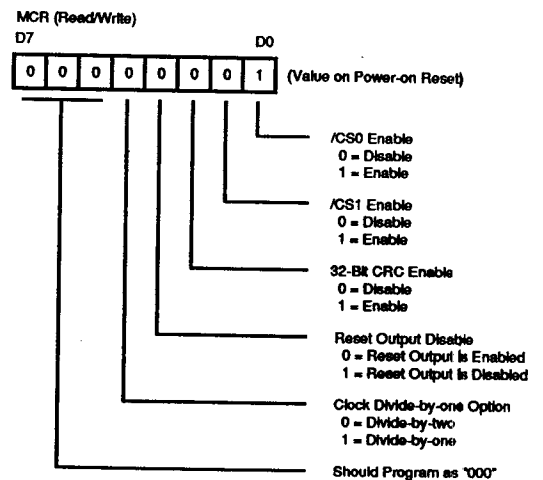 MCR (Read/Write)
D7 D0
0 0 0 0 0 0 0 1 (Value on Power-on Reset)
/CS0 Enable
0 = Disable
1 = Enable
/CS1 Enable
0 = Disable
1 = Enable
32-Bit CRC Enable
0 = Disable
1 = Enable
Reset Output Disable
0 = Reset Output Is Enabled
1 = Reset Output Is Disabled
Clock Divide-by-one Option
0 = Divide-by-two
1 = Divide-by-one
Should Program as "000"